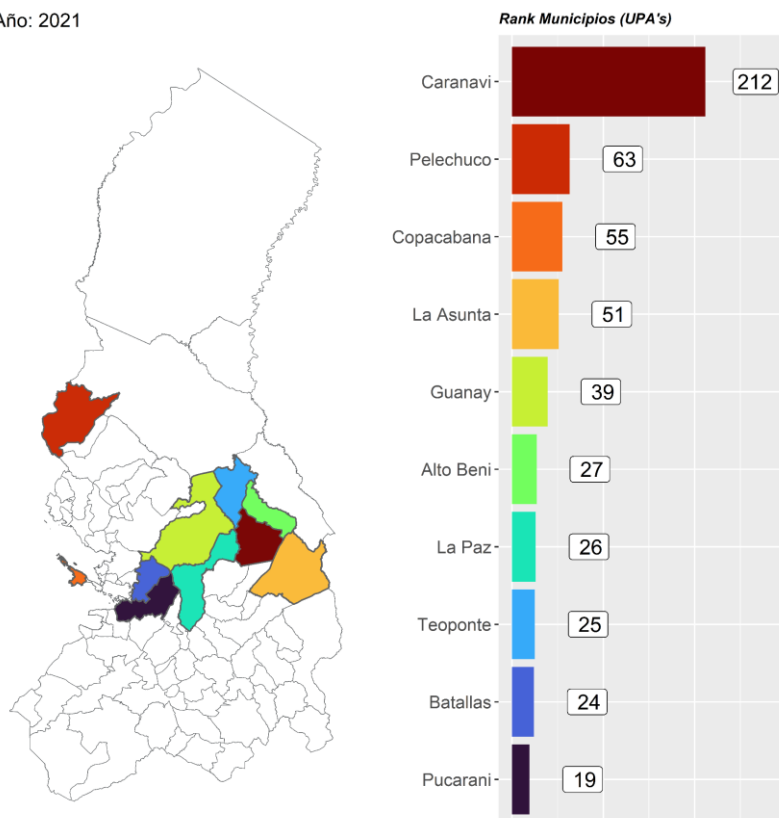 Año: 2021
Rank Municipios (UPA's)
Caranavi 212
Pelechuco 63
Copacabana 55
La Asunta 51
Guanay 39
Alto Beni 27
La Paz 26
Teoponte 25
Batallas 24
Pucarani 19